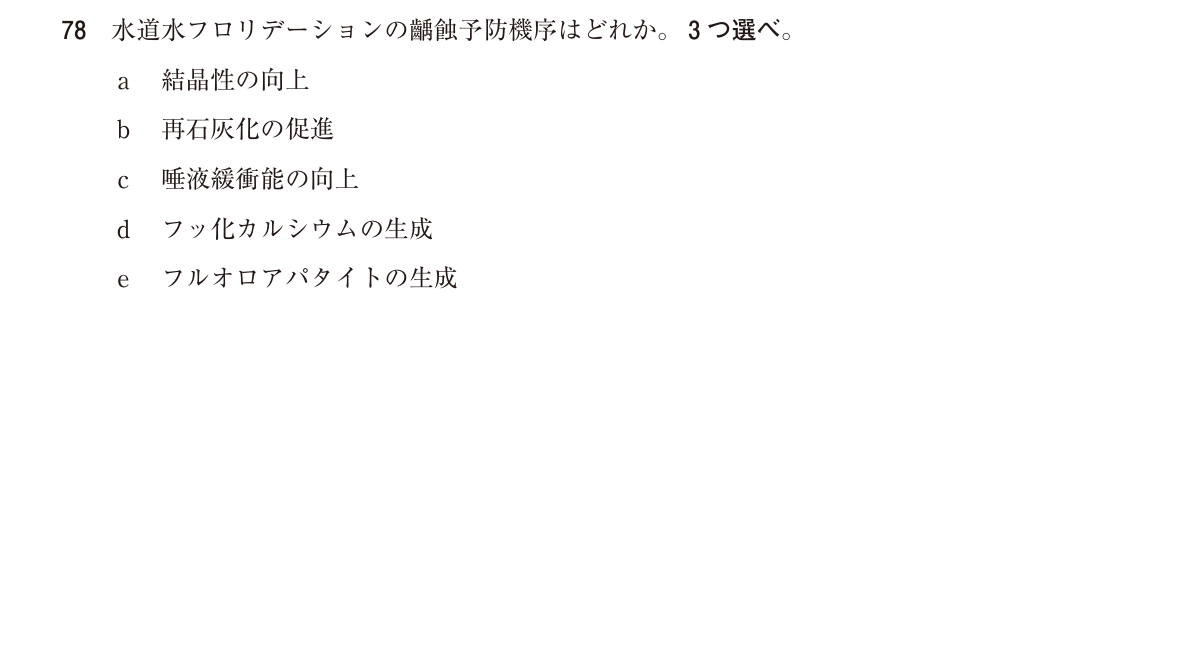 78 水道水フロリデーションの齲蝕予防機序はどれか。3 つ選べ。
a 結晶性の向上
b 再石灰化の促進
c 唾液緩衝能の向上
d フッ化カルシウムの生成
e フルオロアパタイトの生成